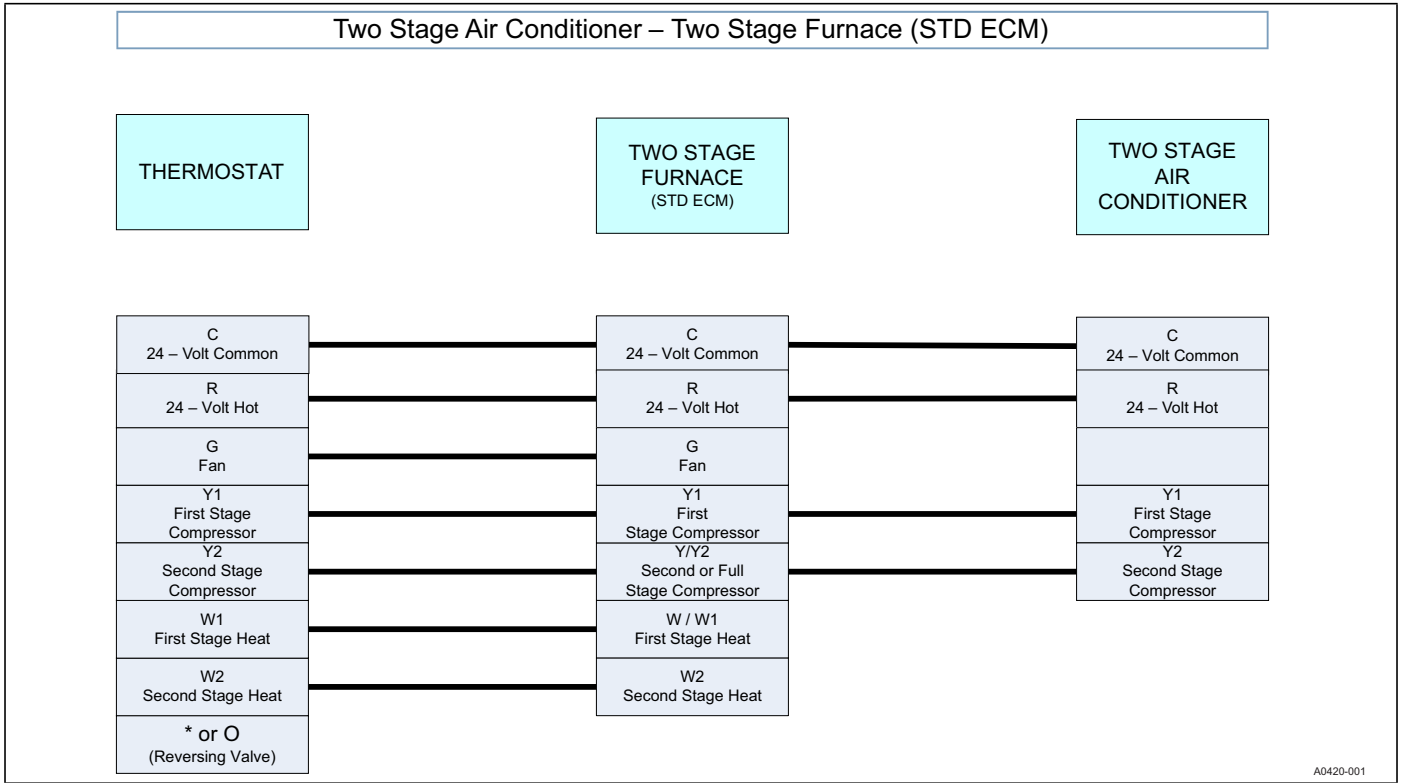 Two Stage Air Conditioner – Two Stage Furnace (STD ECM)
THERMOSTAT
TWO STAGE
FURNACE
(STD ECM)
TWO STAGE
AIR
CONDITIONER
C
24 – Volt Common
R
24 – Volt Hot
G
Fan
Y1
First Stage
Compressor
Y2
Second Stage
Compressor
W1
First Stage Heat
W2
Second Stage Heat
* or O
(Reversing Valve)
C
24 – Volt Common
R
24 – Volt Hot
G
Fan
Y1
First
Stage Compressor
Y/Y2
Second or Full
Stage Compressor
W / W1
First Stage Heat
W2
Second Stage Heat
C
24 – Volt Common
R
24 – Volt Hot
Y1
First Stage
Compressor
Y2
Second Stage
Compressor
A0420-001